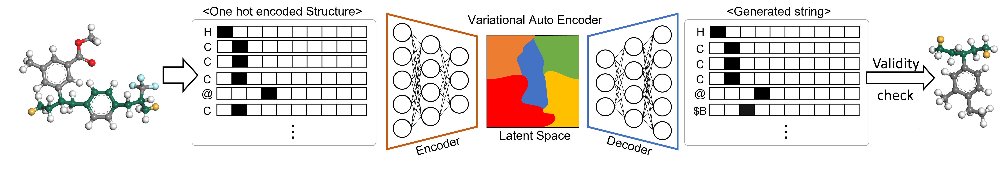 <One hot encoded Structure>
H
C
C
C
@
C
Variational Auto Encoder
Encoder
Latent Space
Decoder
<Generated string>
H
C
C
C
@
$B
Validity
check